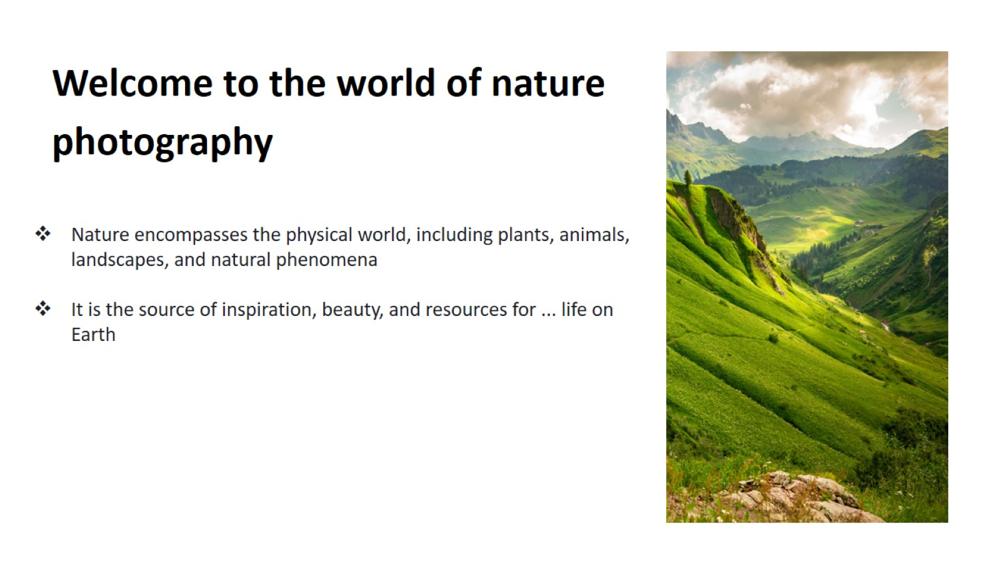 Welcome to the world of nature
photography
❖ Nature encompasses the physical world, including plants, animals,
landscapes, and natural phenomena
❖ It is the source of inspiration, beauty, and resources for ... life on
Earth